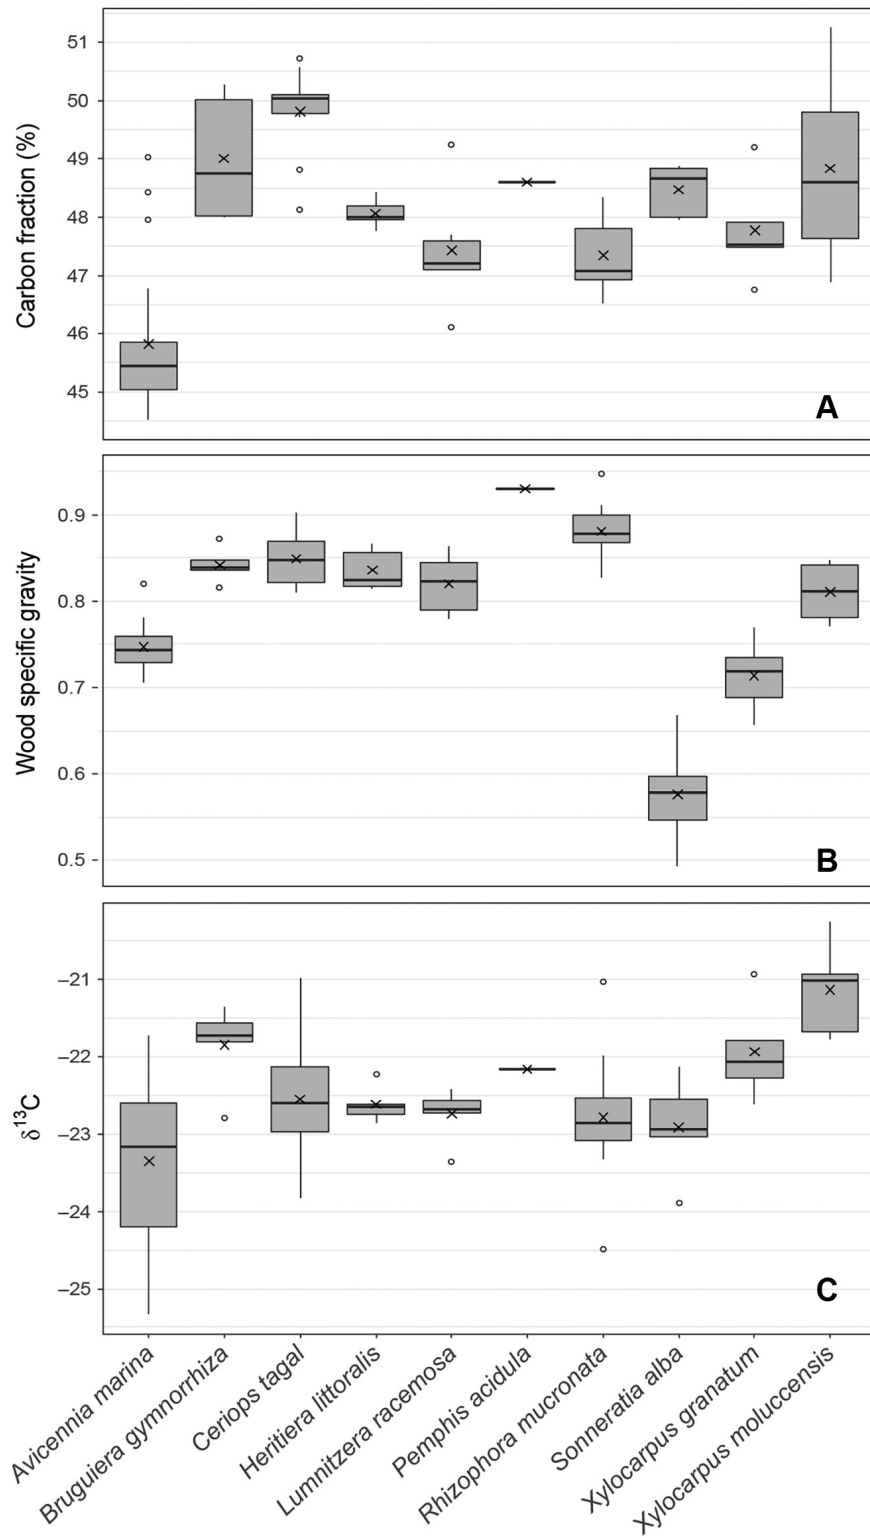 Carbon fraction (%)
51
50
49
48
47
46
45
A
Wood specific gravity
0.9
0.8
0.7
0.6
0.5
B
δ¹³C
–21
–22
–23
–24
–25
C
Avicennia marina
Bruguiera gymnorrhiza
Ceriops tagal
Heritiera littoralis
Lumnitzera racemosa
Pemphis acidula
Rhizophora mucronata
Sonneratia alba
Xylocarpus granatum
Xylocarpus moluccensis